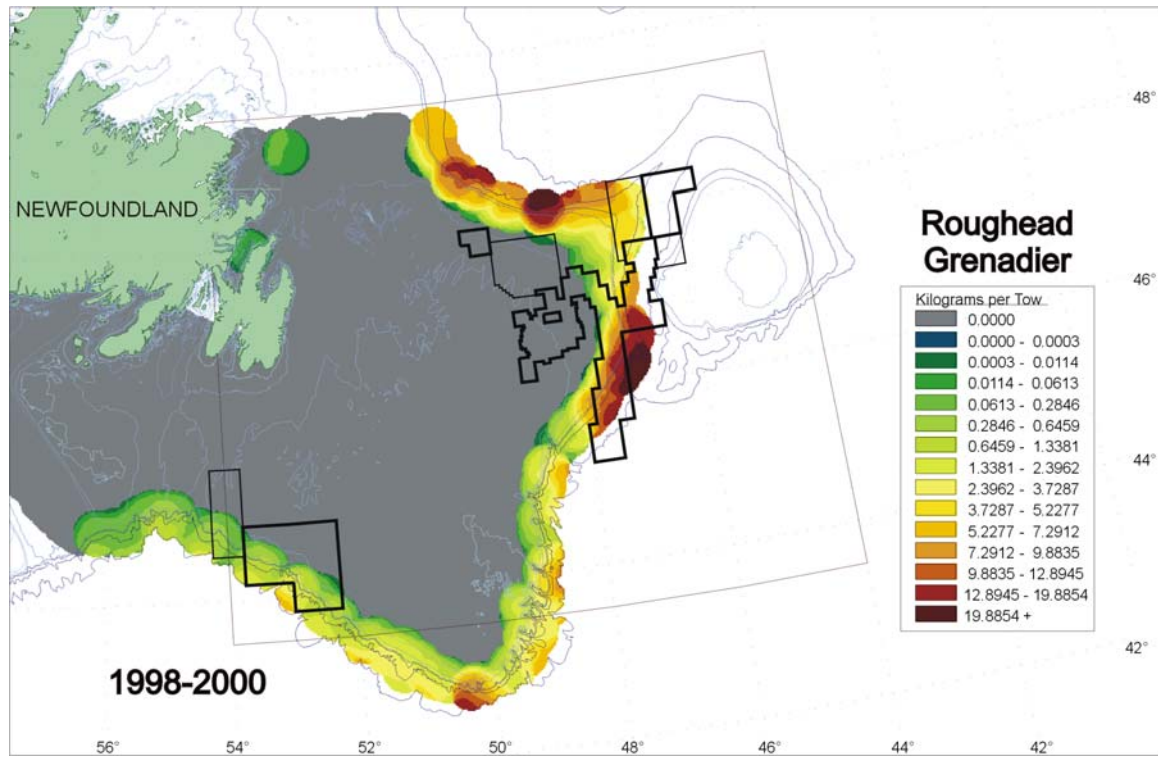 48°
NEWFOUNDLAND
Roughead
Grenadier
46°
Kilograms per Tow
0.0000
0.0000 - 0.0003
0.0003 - 0.0114
0.0114 - 0.0613
0.0613 - 0.2846
0.2846 - 0.6459
0.6459 - 1.3381
1.3381 - 2.3962
2.3962 - 3.7287
3.7287 - 5.2277
5.2277 - 7.2912
7.2912 - 9.8835
9.8835 - 12.8945
12.8945 - 19.8854
19.8854 +
44°
42°
1998-2000
56° 54° 52° 50° 48° 46° 44° 42°